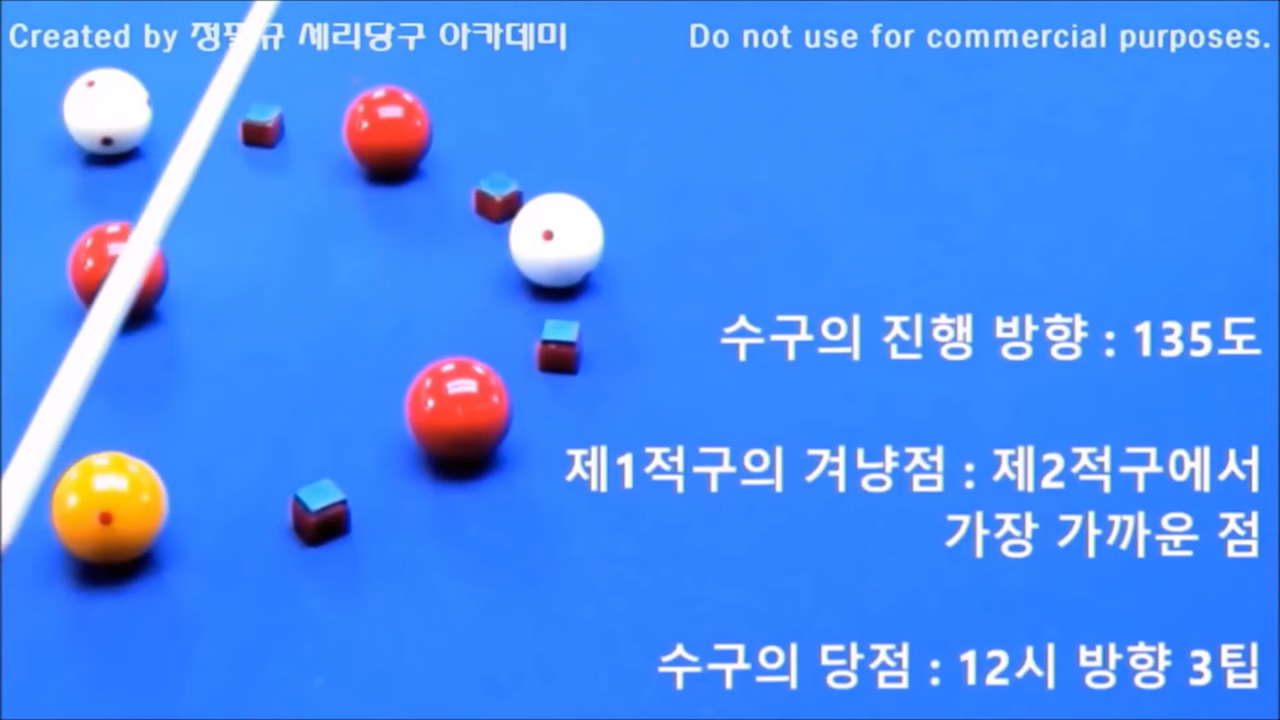 Created by 정필규 세리당구 아카데미
Do not use for commercial purposes.
수구의 진행 방향 : 135도
제1적구의 겨냥점 : 제2적구에서
가장 가까운 점
수구의 당점 : 12시 방향 3팁